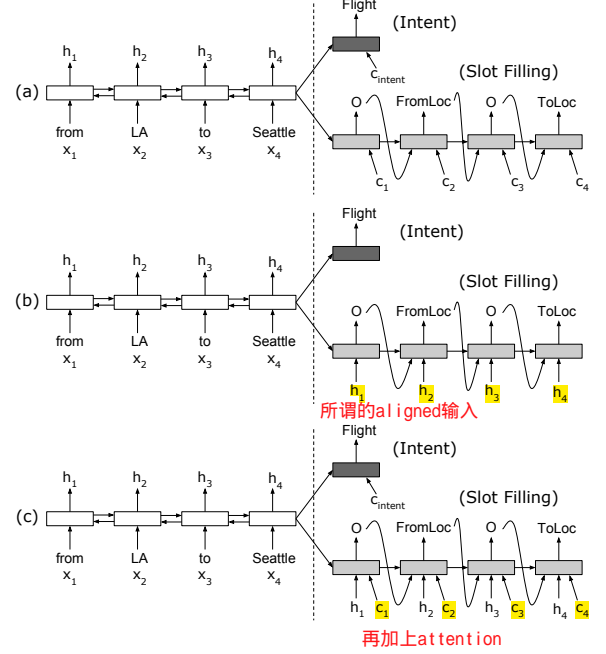 Flight
(Intent)
h1 h2 h3 h4
c intent
(Slot Filling)
(a)
O FromLoc O ToLoc
from LA to Seattle
x1 x2 x3 x4
c1 c2 c3 c4
Flight
(Intent)
h1 h2 h3 h4
(Slot Filling)
(b)
O FromLoc O ToLoc
from LA to Seattle
x1 x2 x3 x4
h1 h2 h3 h4
所谓的aligned输入
Flight
(Intent)
h1 h2 h3 h4
c intent
(Slot Filling)
(c)
O FromLoc O ToLoc
from LA to Seattle
x1 x2 x3 x4
h1 c1 h2 c2 h3 c3 h4 c4
再加上attention